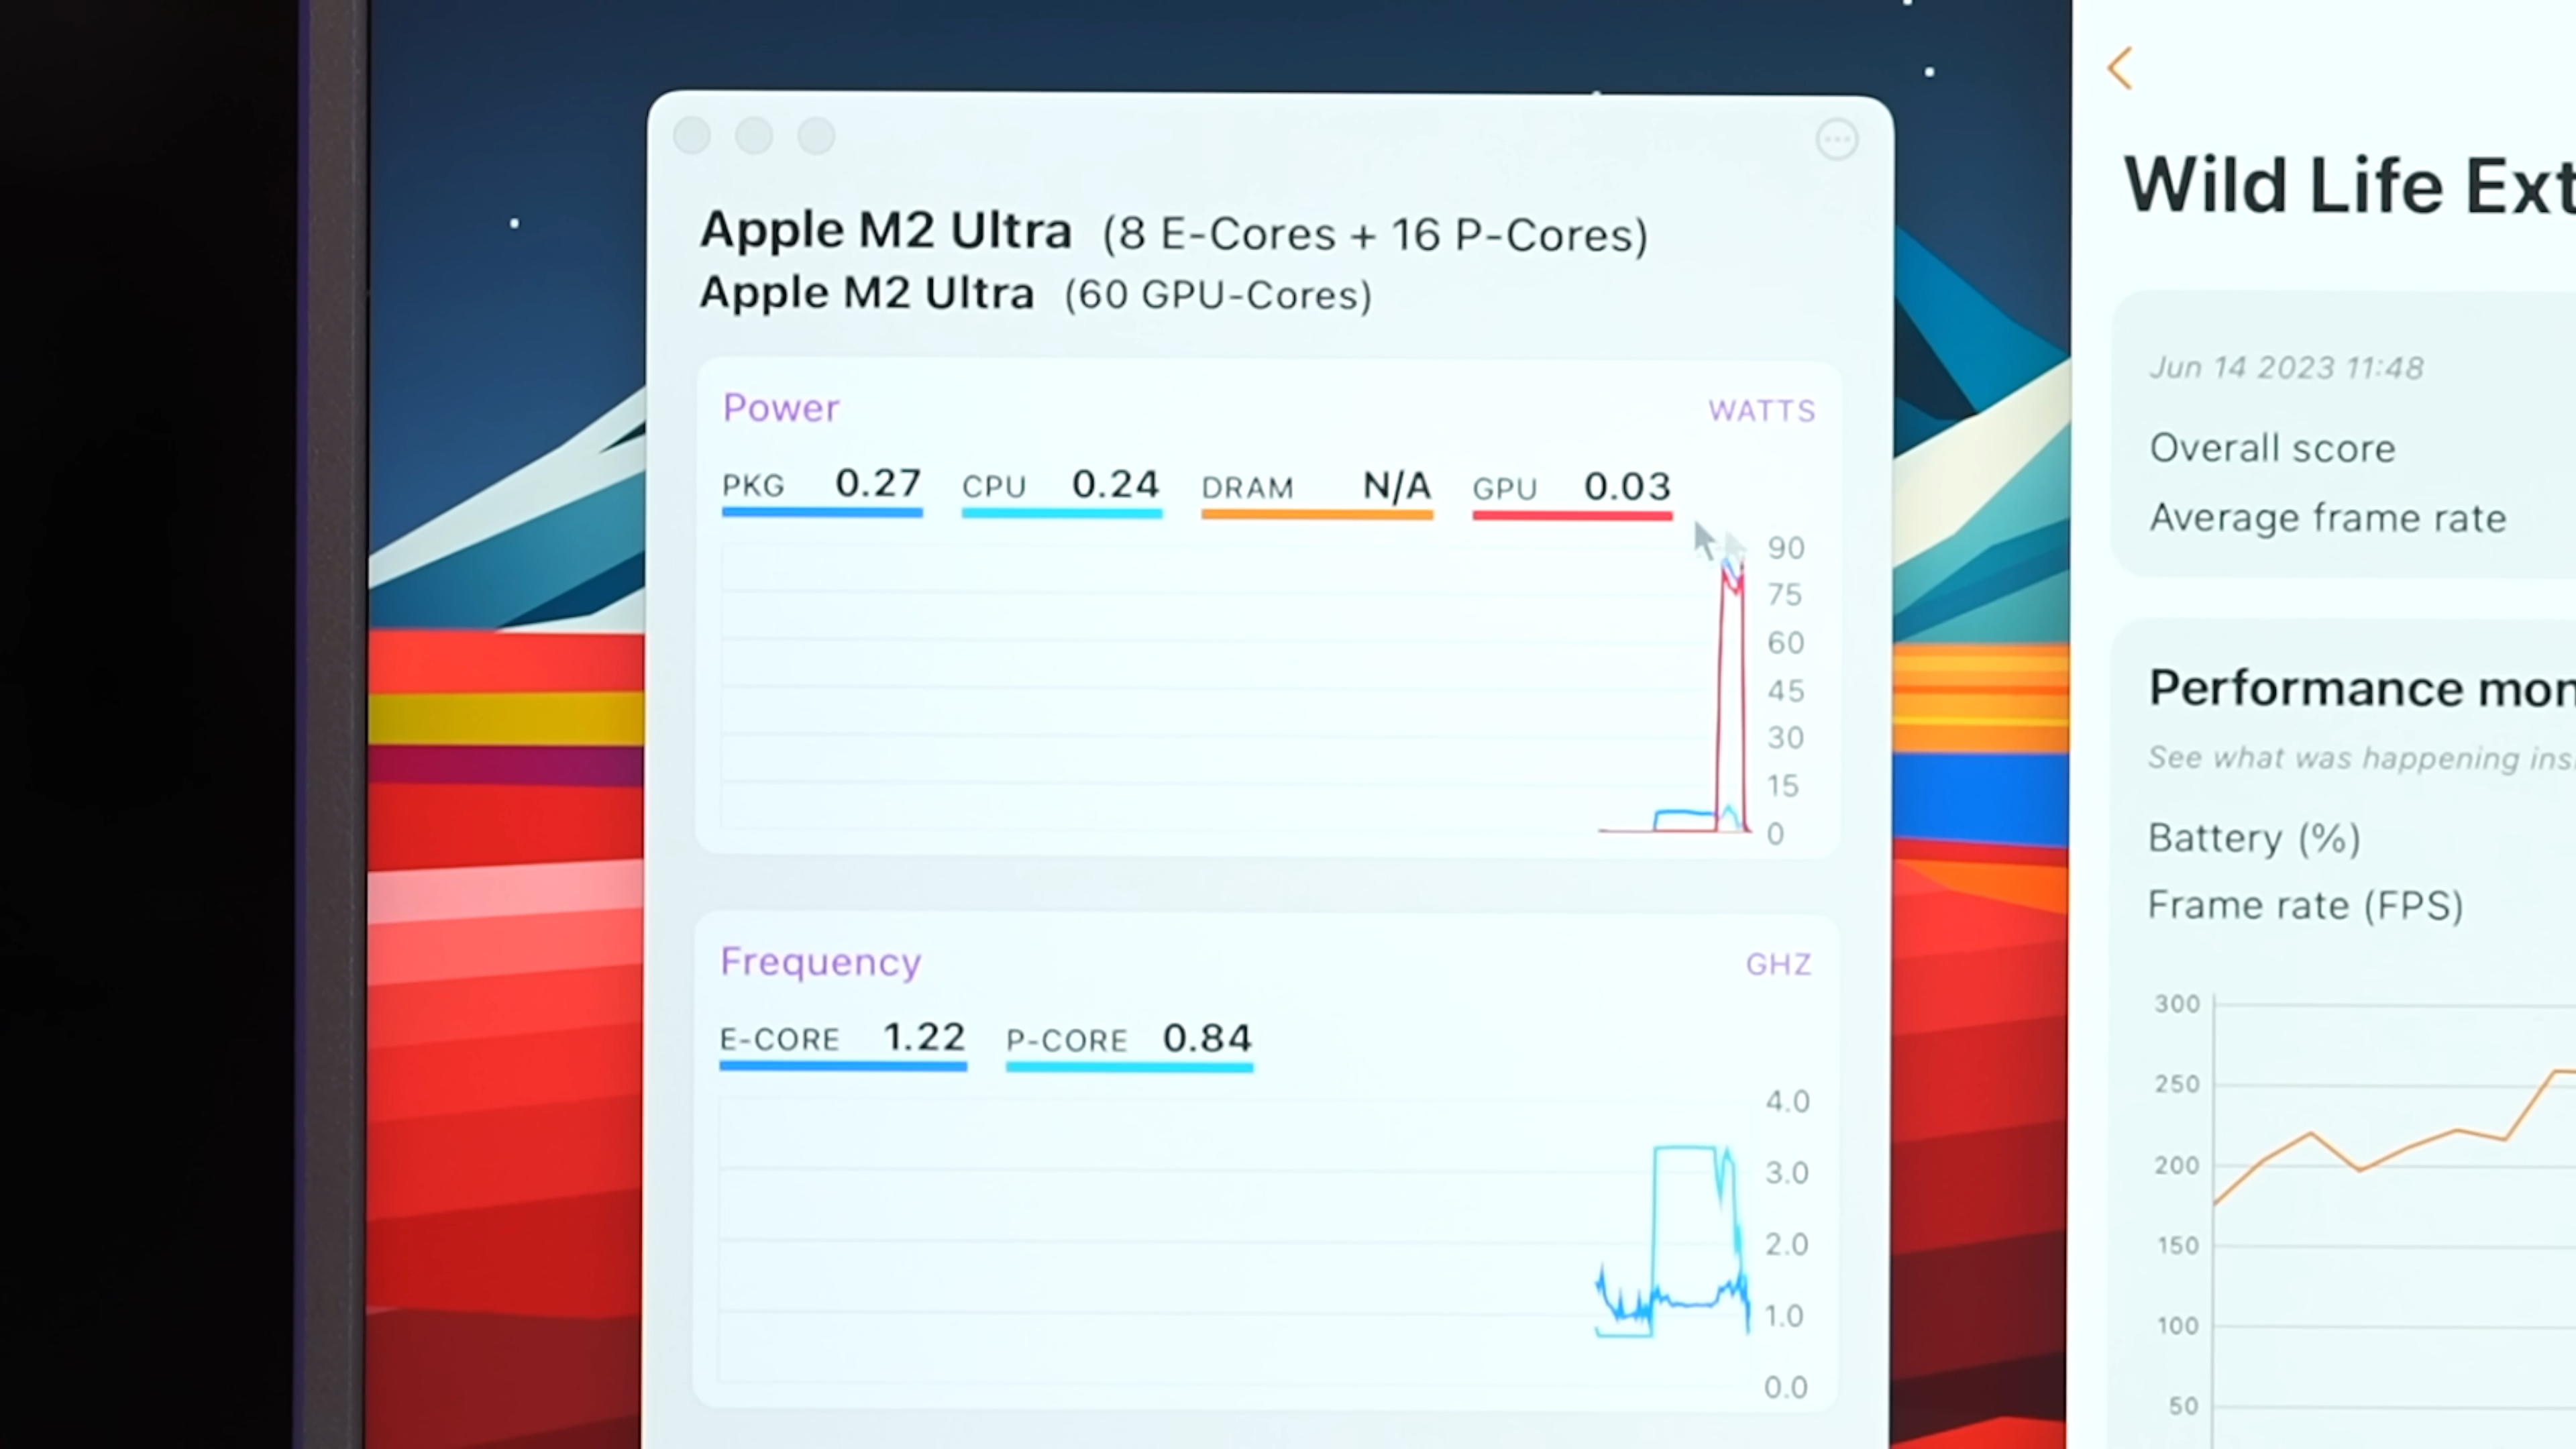 Apple M2 Ultra (8 E-Cores + 16 P-Cores)
Apple M2 Ultra (60 GPU-Cores)
Power WATTS
PKG 0.27 CPU 0.24 DRAM N/A GPU 0.03
90
75
60
45
30
15
0
Frequency GHZ
E-CORE 1.22 P-CORE 0.84
4.0
3.0
2.0
1.0
0.0
Wild Life Ext
Jun 14 2023 11:48
Overall score
Average frame rate
Performance mon
See what was happening ins
Battery (%)
Frame rate (FPS)
300
250
200
150
100
50